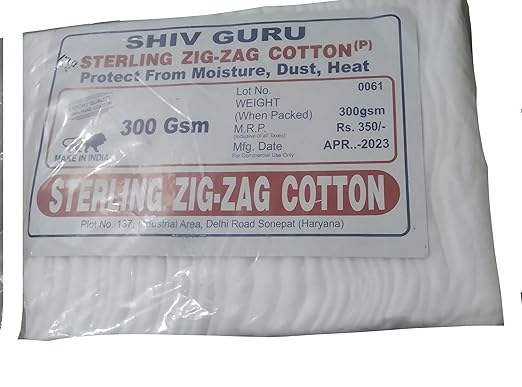 SHIV GURU
STERLING ZIG-ZAG COTTON(P)
Protect From Moisture, Dust, Heat
300 Gsm
MAKE IN INDIA
Lot No. 0061
WEIGHT
(When Packed) 300gsm
M.R.P. Rs. 350/-
(Inclusive of all Taxes)
Mfg. Date APR..-2023
For Commercial Use Only
STERLING ZIG-ZAG COTTON
Plot No. 137, Industrial Area, Delhi Road Sonepat (Haryana)